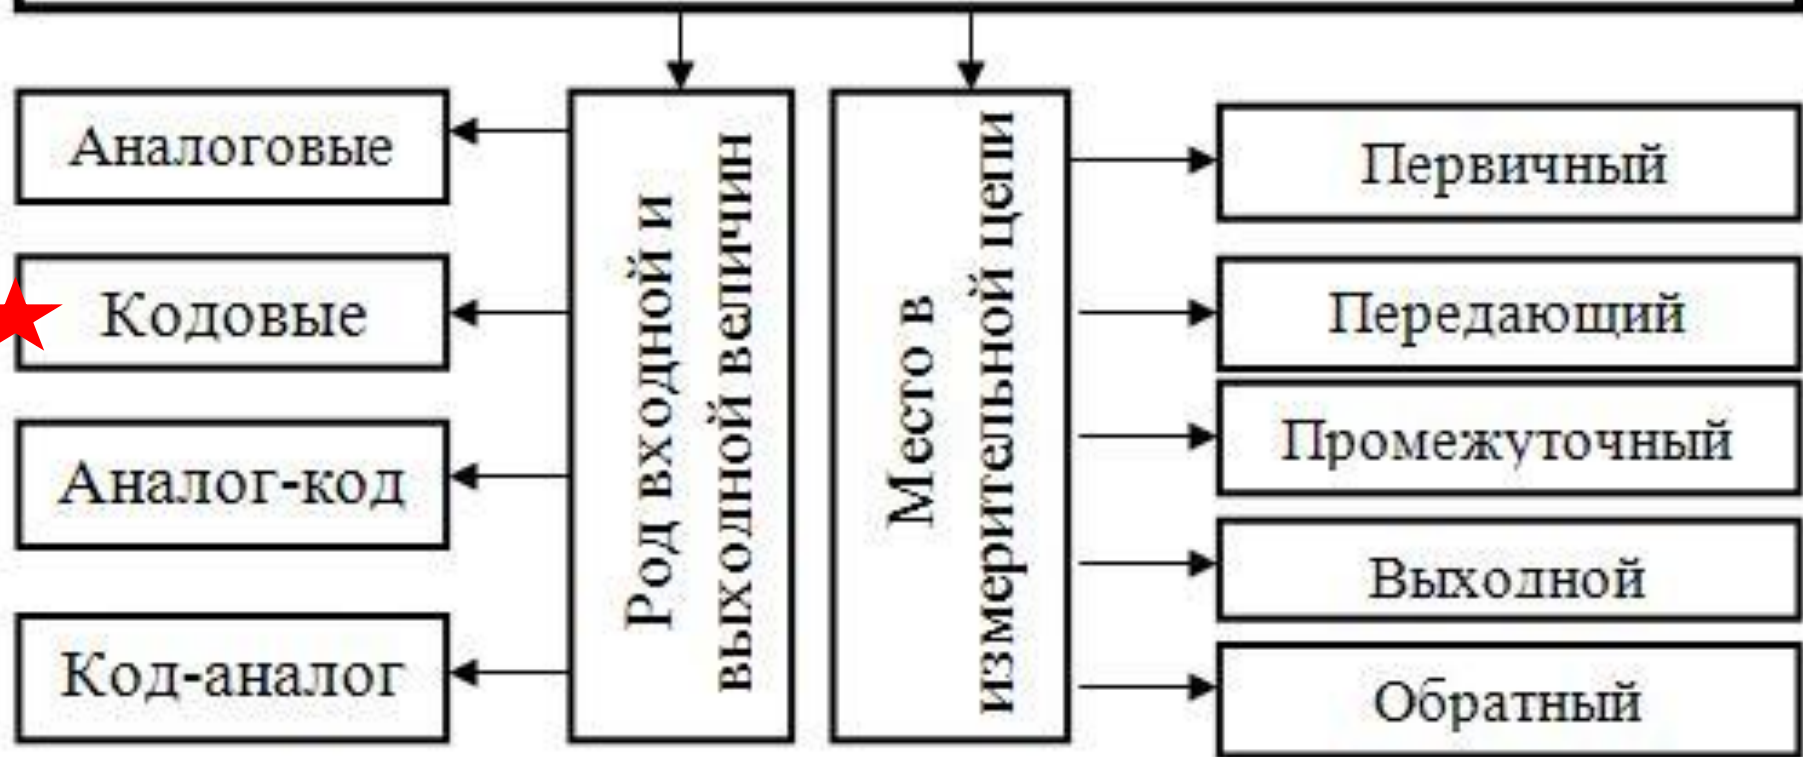 Аналоговые
Кодовые
Аналог-код
Код-аналог
Род входной и
выходной величин
Место в
измерительной цепи
Первичный
Передающий
Промежуточный
Выходной
Обратный